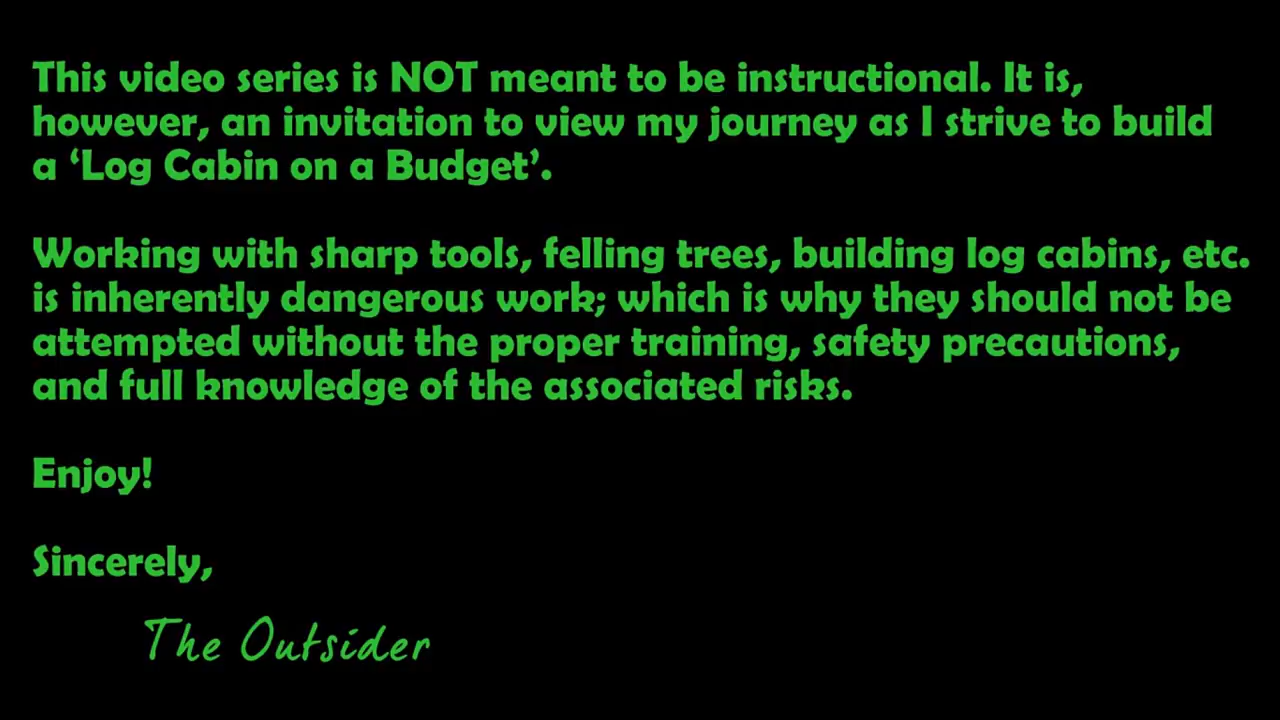 This video series is NOT meant to be instructional. It is,
however, an invitation to view my journey as I strive to build
a ‘Log Cabin on a Budget’.
Working with sharp tools, felling trees, building log cabins, etc.
is inherently dangerous work; which is why they should not be
attempted without the proper training, safety precautions,
and full knowledge of the associated risks.
Enjoy!
Sincerely,
The Outsider